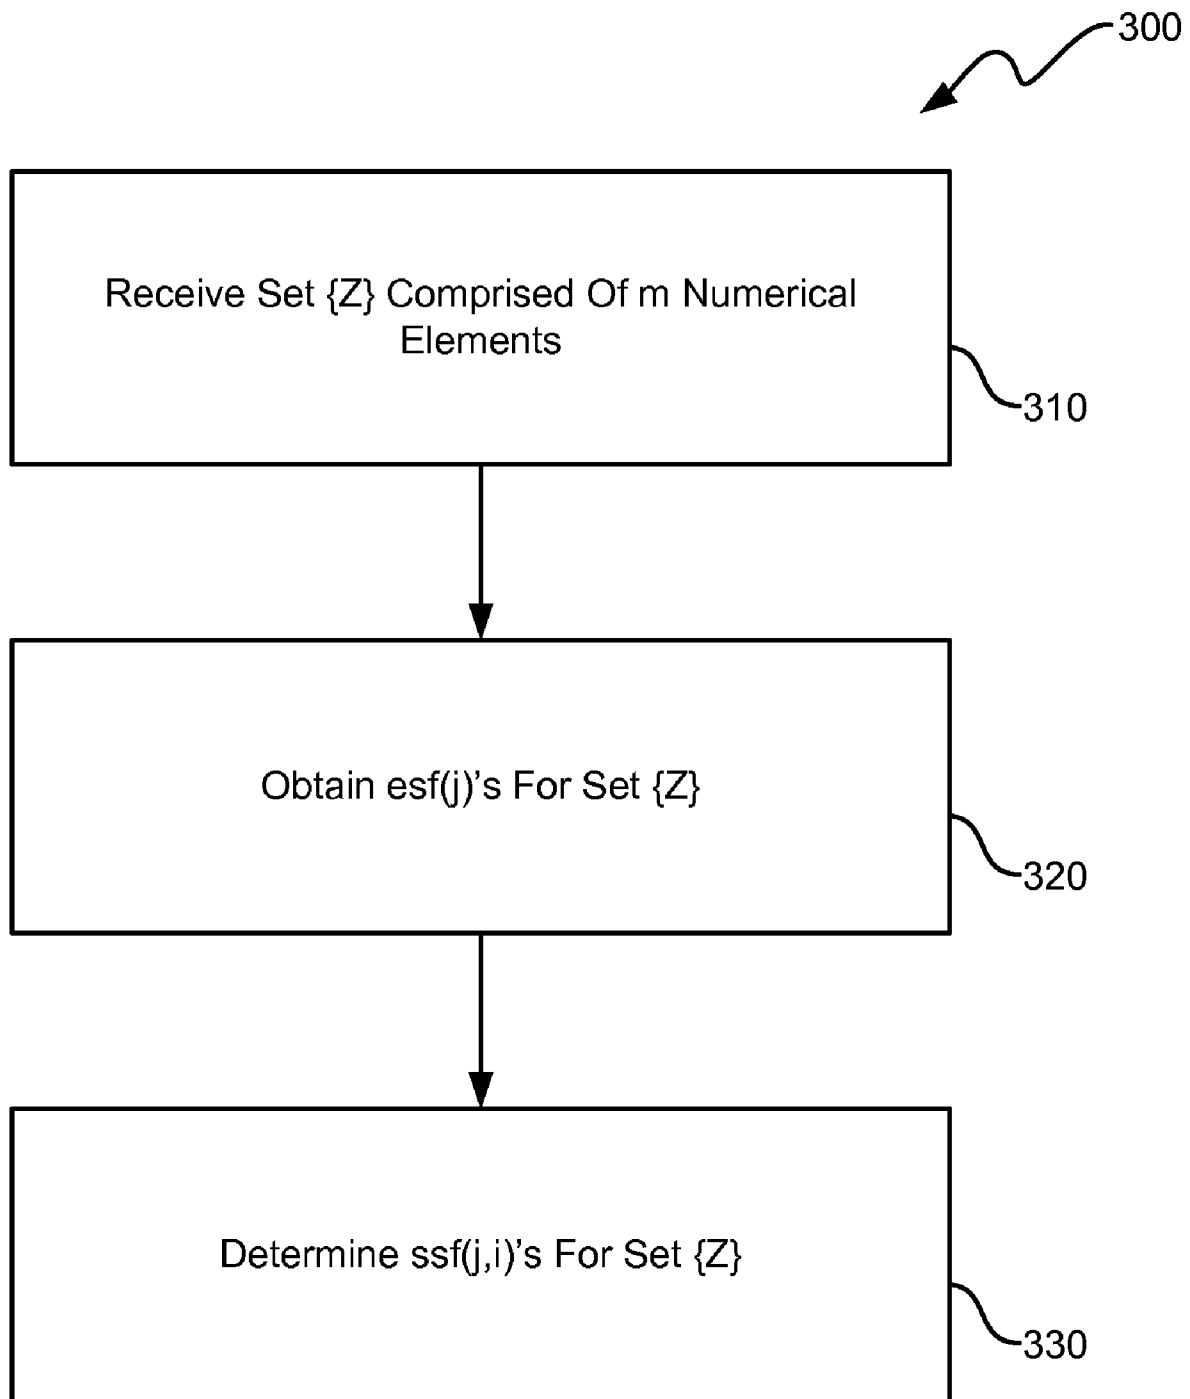 300
Receive Set {Z} Comprised Of m Numerical
Elements
310
Obtain esf(j)'s For Set {Z}
320
Determine ssf(j,i)'s For Set {Z}
330